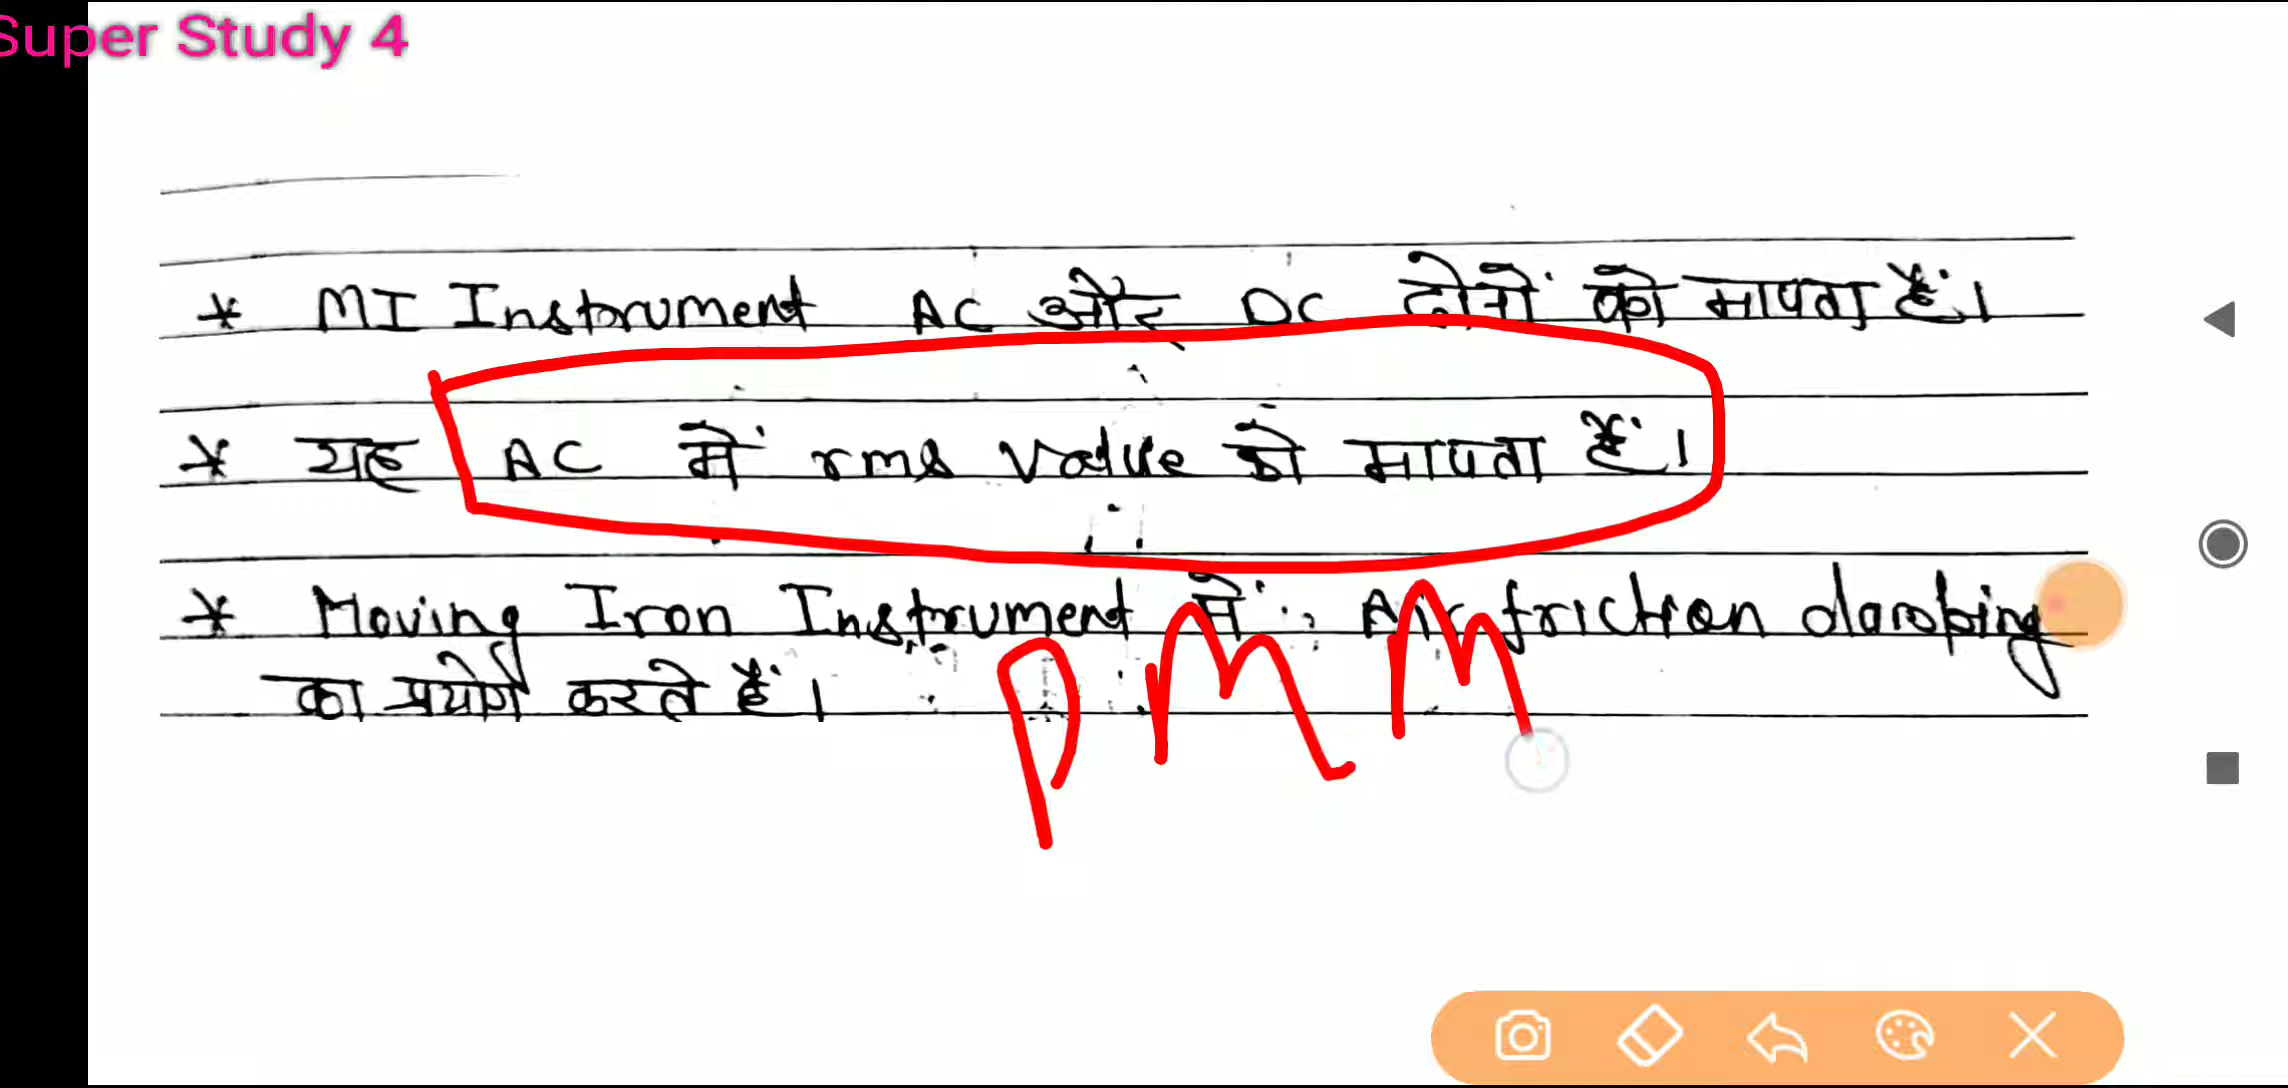 Super Study 4
* MI Instrument AC और DC दोनों को मापता हैं।
* यह AC में rms value को मापता हैं।
* Moving Iron Instrument में Air friction damping
का प्रयोग करते हैं।
PMM